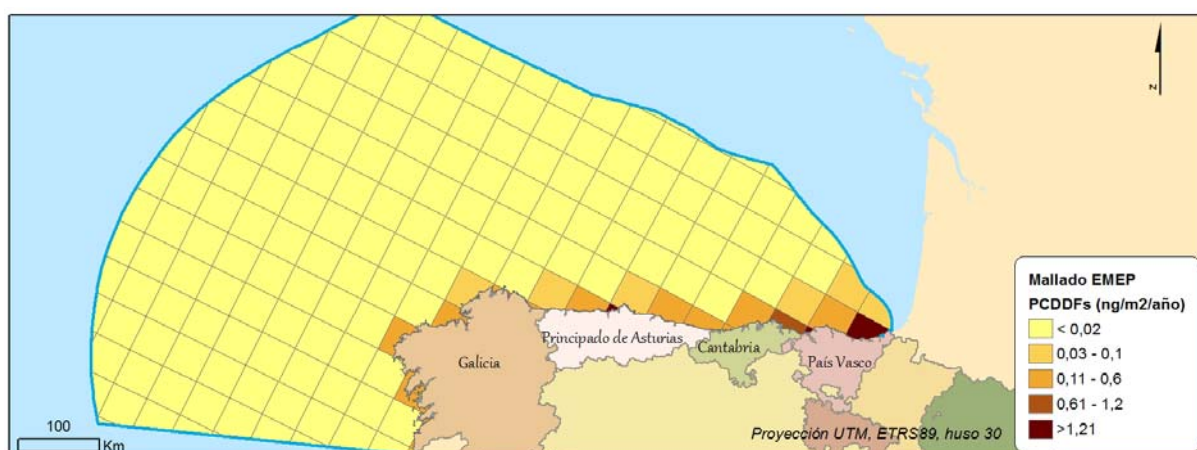 N
Galicia
Principado de Asturias
Cantabria
País Vasco
100
Km
Proyección UTM, ETRS89, huso 30
Mallado EMEP
PCDDFs (ng/m2/año)
< 0,02
0,03 - 0,1
0,11 - 0,6
0,61 - 1,2
>1,21